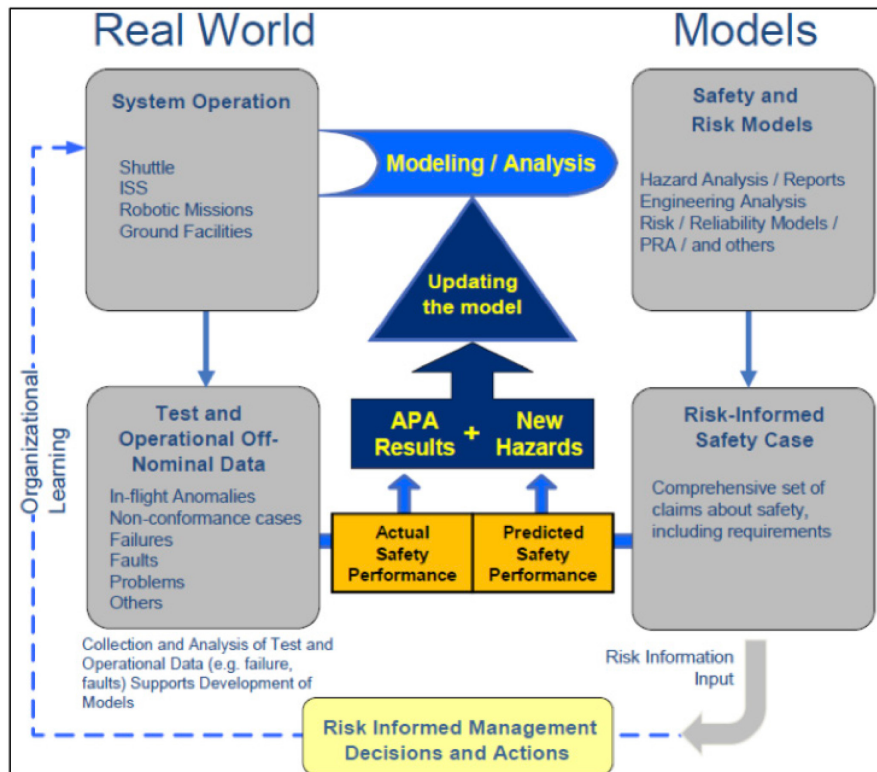 Real World
Models
System Operation
Shuttle
ISS
Robotic Missions
Ground Facilities
Modeling / Analysis
Safety and
Risk Models
Hazard Analysis / Reports
Engineering Analysis
Risk / Reliability Models /
PRA / and others
Updating
the model
Organizational
Learning
Test and
Operational Off-
Nominal Data
In-flight Anomalies
Non-conformance cases
Failures
Faults
Problems
Others
APA
Results
+
New
Hazards
Actual
Safety
Performance
Predicted
Safety
Performance
Risk-Informed
Safety Case
Comprehensive set of
claims about safety,
including requirements
Collection and Analysis of Test and
Operational Data (e.g. failure,
faults) Supports Development of
Models
Risk Information
Input
Risk Informed Management
Decisions and Actions